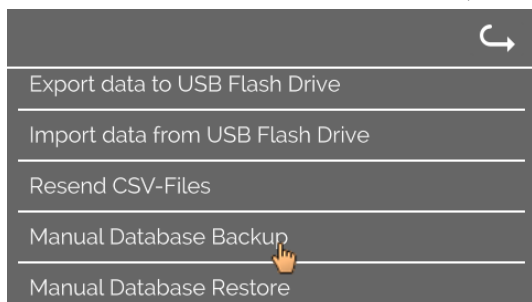 Export data to USB Flash Drive
Import data from USB Flash Drive
Resend CSV-Files
Manual Database Backup
Manual Database Restore